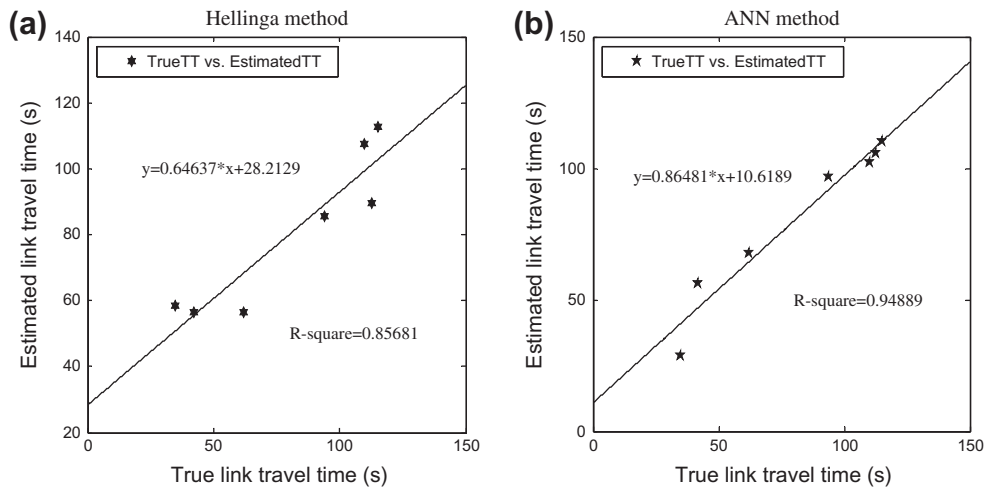 (a)
Hellinga method
140
120
100
80
60
40
20
0
50
100
150
TrueTT vs. EstimatedTT
y=0.64637*x+28.2129
R-square=0.85681
Estimated link travel time (s)
True link travel time (s)
(b)
ANN method
150
100
50
0
0
50
100
150
TrueTT vs. EstimatedTT
y=0.86481*x+10.6189
R-square=0.94889
Estimated link travel time (s)
True link travel time (s)